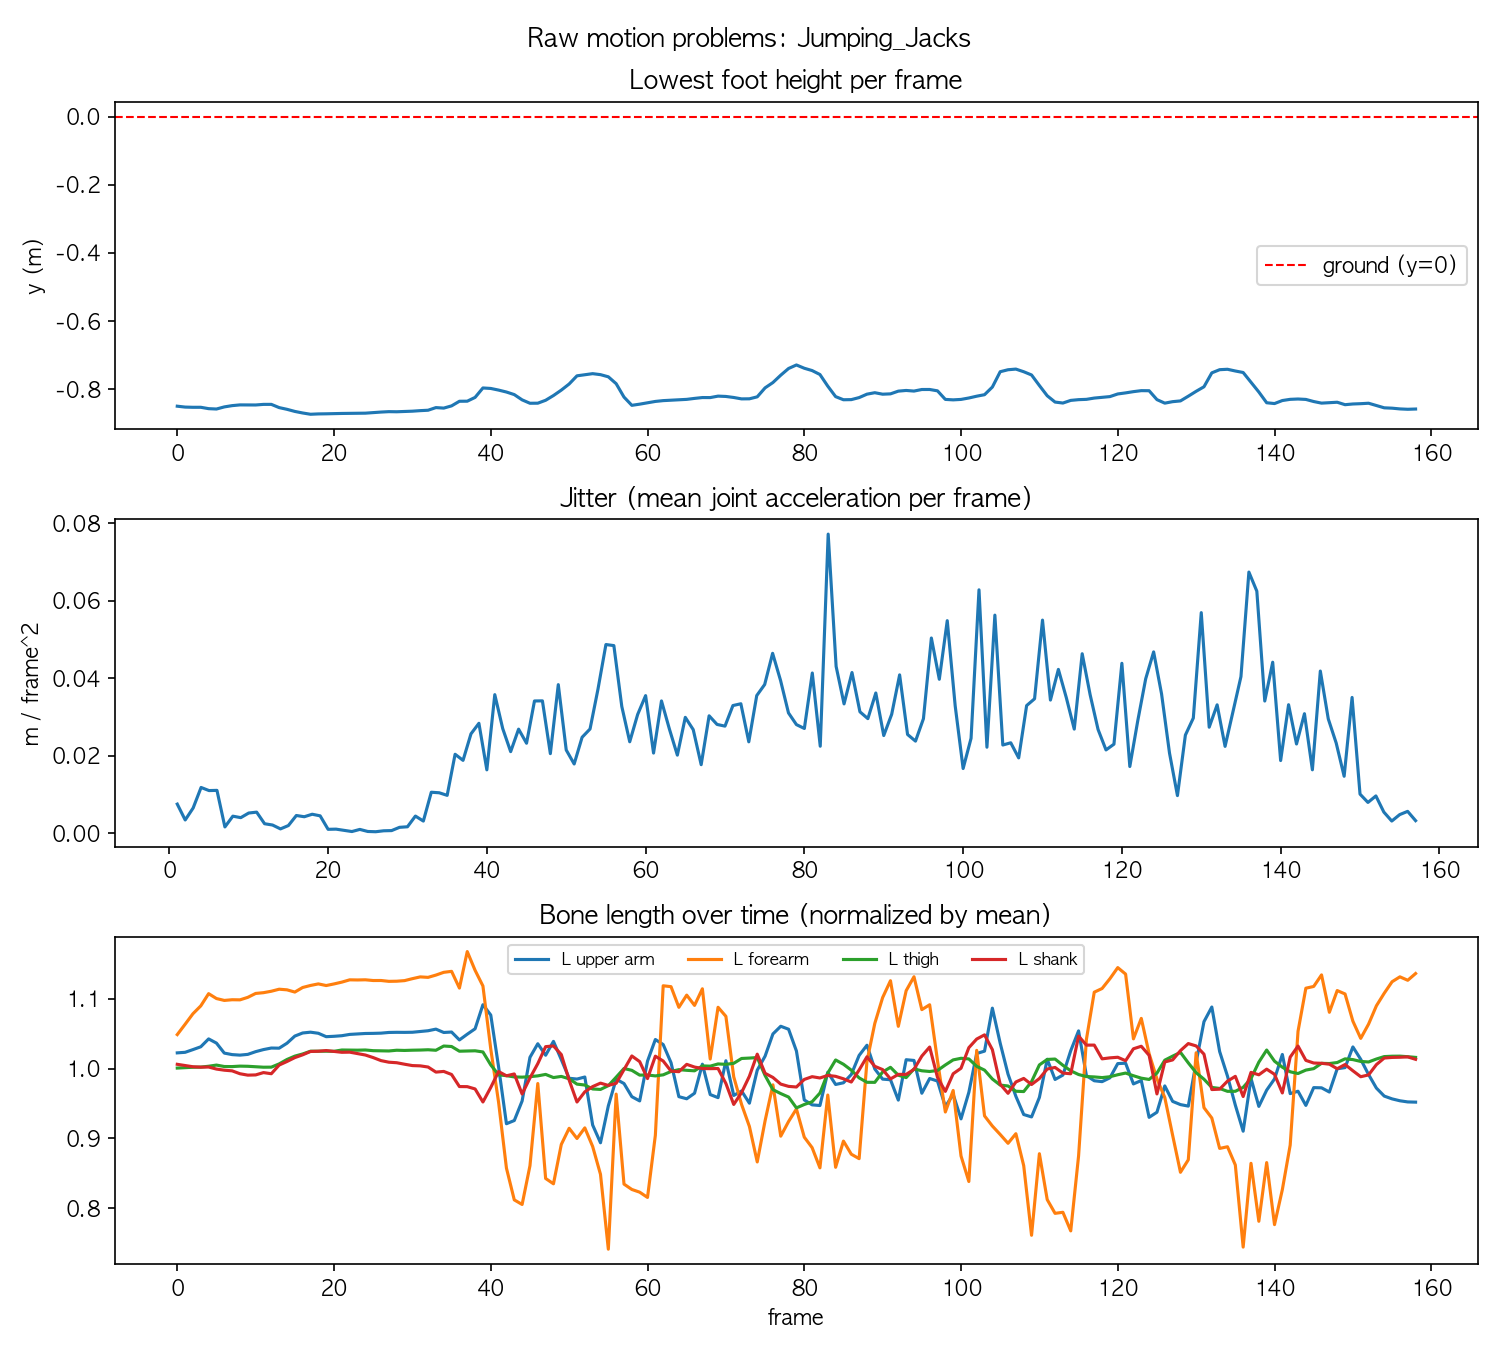 Raw motion problems: Jumping_Jacks
Lowest foot height per frame
y (m)
0.0
-0.2
-0.4
-0.6
-0.8
ground (y=0)
0 20 40 60 80 100 120 140 160
Jitter (mean joint acceleration per frame)
m / frame^2
0.08
0.06
0.04
0.02
0.00
0 20 40 60 80 100 120 140 160
Bone length over time (normalized by mean)
L upper arm L forearm L thigh L shank
1.1
1.0
0.9
0.8
0 20 40 60 80 100 120 140 160
frame